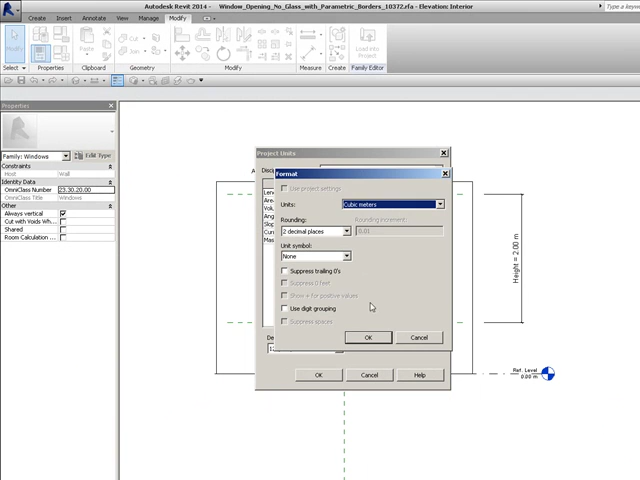 Autodesk Revit 2014 - Window_Opening_No_Glass_with_Parametric_Borders_10372.rfa - Elevation: Interior
Type a keyw
Create Insert Annotate View Manage Modify
Modify
Paste
Load into
Project
Select Properties Clipboard Geometry Modify Measure Create Family Editor
Properties
Family: Windows Edit Type
Constraints
Host Wall
Identity Data
OmniClass Number 23.30.20.00
OmniClass Title Windows
Other
Always vertical
Cut with Voids Wh...
Shared
Room Calculation ...
Project Units
Format
Use project settings
Units: Cubic meters
Rounding: Rounding increment:
2 decimal places 0.01
Unit symbol:
None
Suppress trailing 0's
Suppress 0 feet
Show + for positive values
Use digit grouping
Suppress spaces
OK Cancel
OK Cancel Help
Height = 2.00 m
Ref. Level
0.00 m